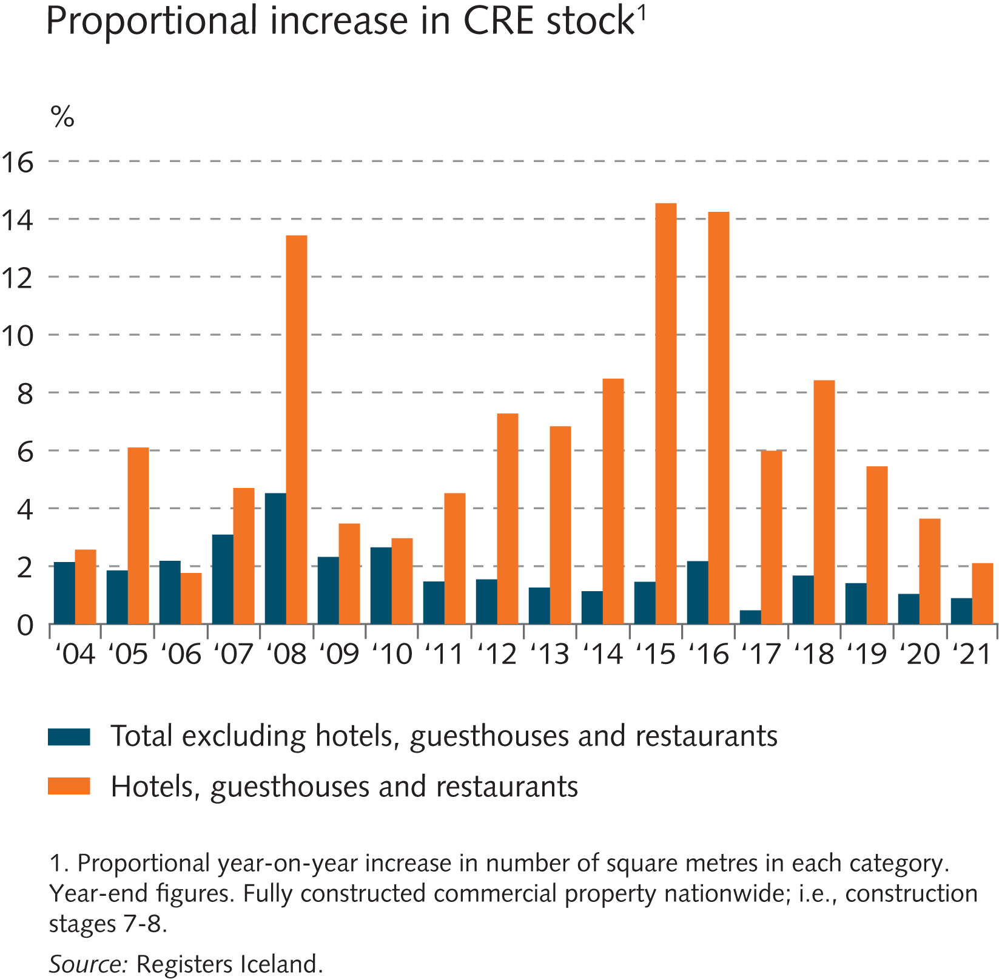 Proportional increase in CRE stock¹
%
16
14
12
10
8
6
4
2
0
‘04 ‘05 ‘06 ‘07 ‘08 ‘09 ‘10 ‘11 ‘12 ‘13 ‘14 ‘15 ‘16 ‘17 ‘18 ‘19 ‘20 ‘21
Total excluding hotels, guesthouses and restaurants
Hotels, guesthouses and restaurants
1. Proportional year-on-year increase in number of square metres in each category.
Year-end figures. Fully constructed commercial property nationwide; i.e., construction
stages 7-8.
Source: Registers Iceland.